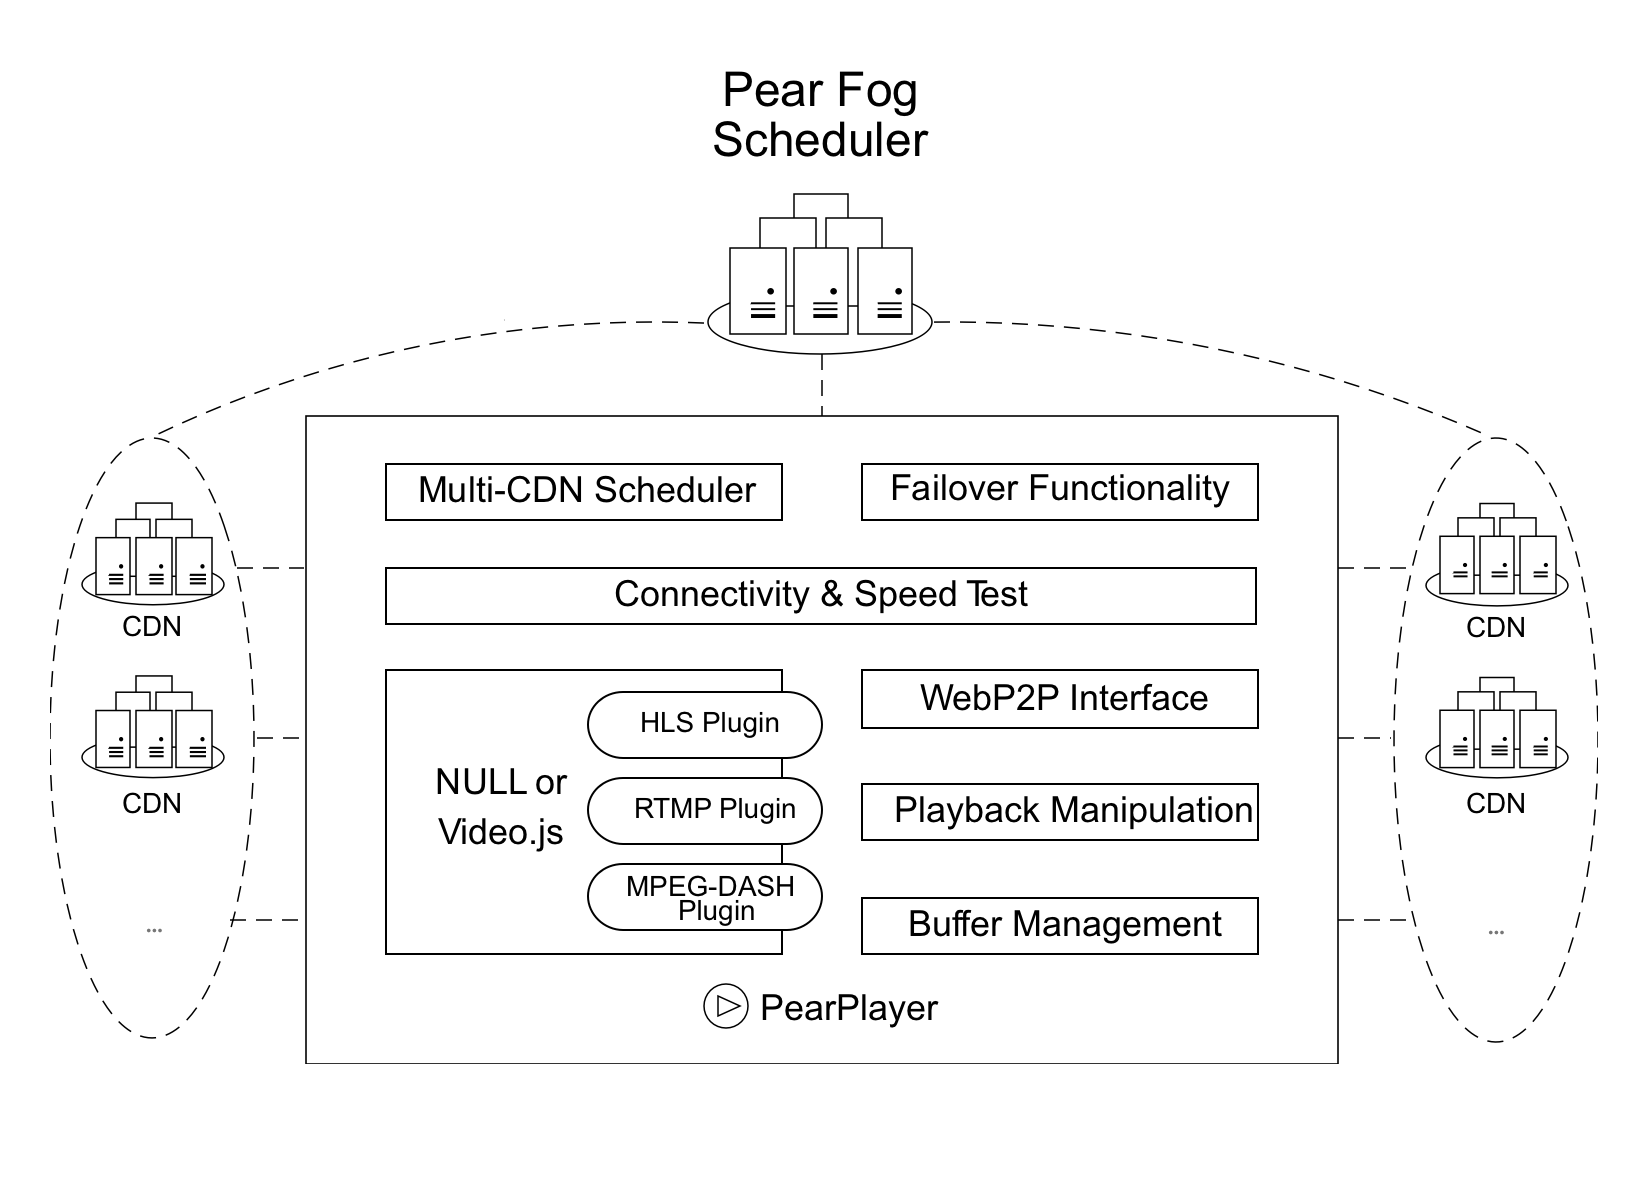 Pear Fog
Scheduler
Multi-CDN Scheduler
Failover Functionality
Connectivity & Speed Test
CDN
CDN
...
NULL or
Video.js
HLS Plugin
RTMP Plugin
MPEG-DASH
Plugin
WebP2P Interface
Playback Manipulation
Buffer Management
PearPlayer
CDN
CDN
...